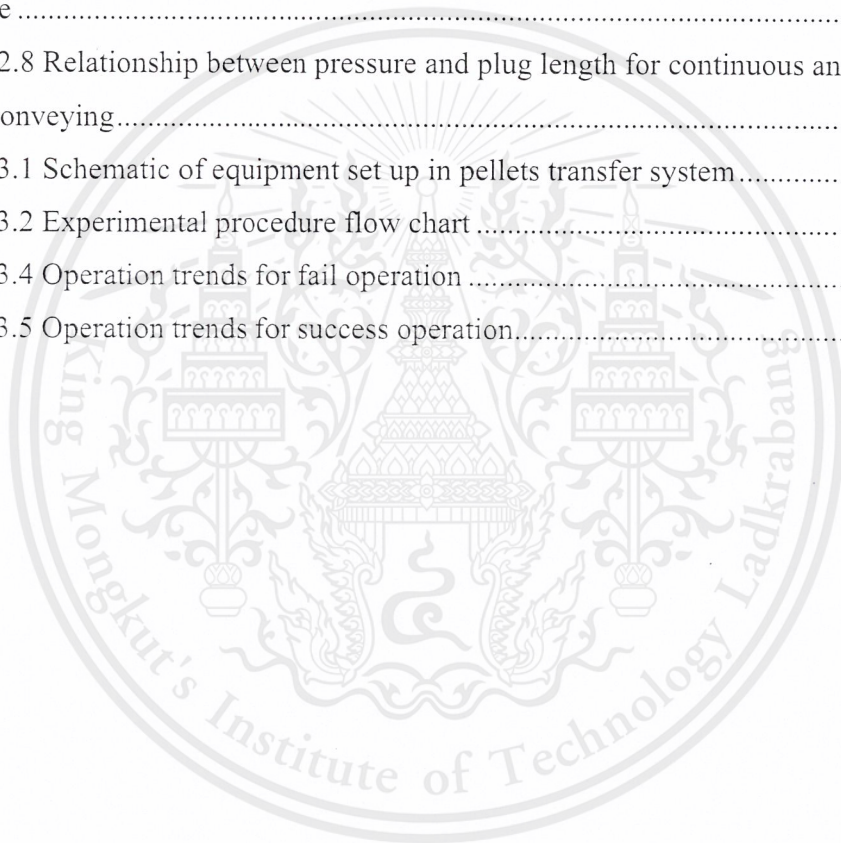 e ..........................................................................................................
2.8 Relationship between pressure and plug length for continuous an
onveying..........................................................................................
3.1 Schematic of equipment set up in pellets transfer system.............
3.2 Experimental procedure flow chart ...............................................
3.4 Operation trends for fail operation ................................................
3.5 Operation trends for success operation..........................................
King Mongkut's Institute of Technology Ladkrabang